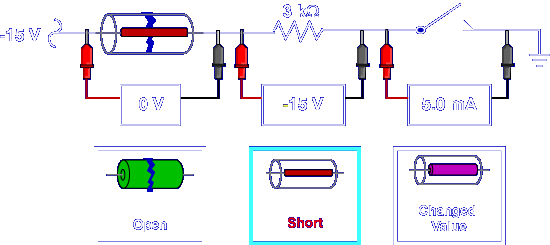 -15 V
3 kΩ
0 V
-15 V
5.0 mA
Open
Short
Changed
Value